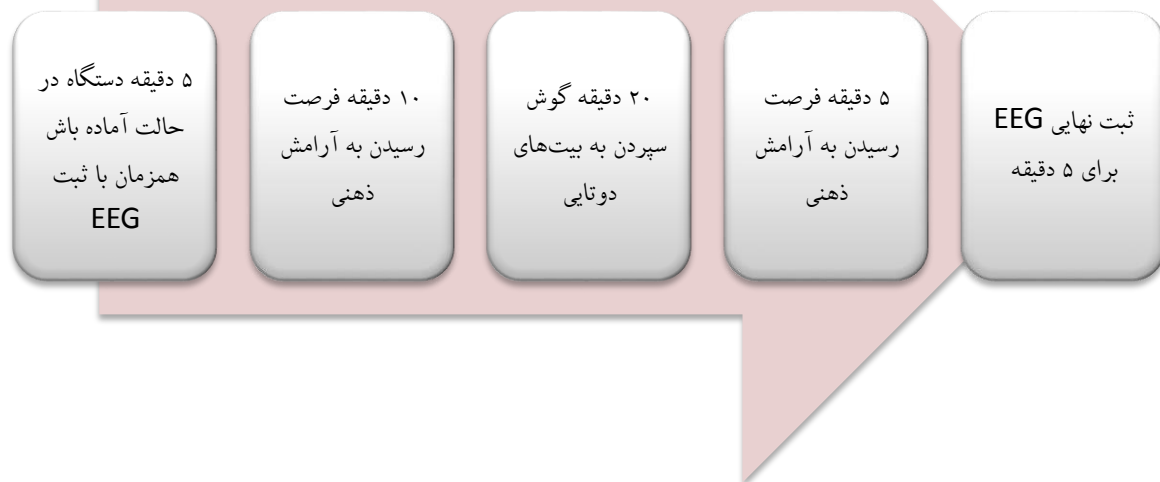 ۵ دقیقه دستگاه در
حالت آماده باش
همزمان با ثبت
EEG
۱۰ دقیقه فرصت
رسیدن به آرامش
ذهنی
۲۰ دقیقه گوش
سپردن به بیت‌های
دوتایی
۵ دقیقه فرصت
رسیدن به آرامش
ذهنی
ثبت نهایی EEG
برای ۵ دقیقه